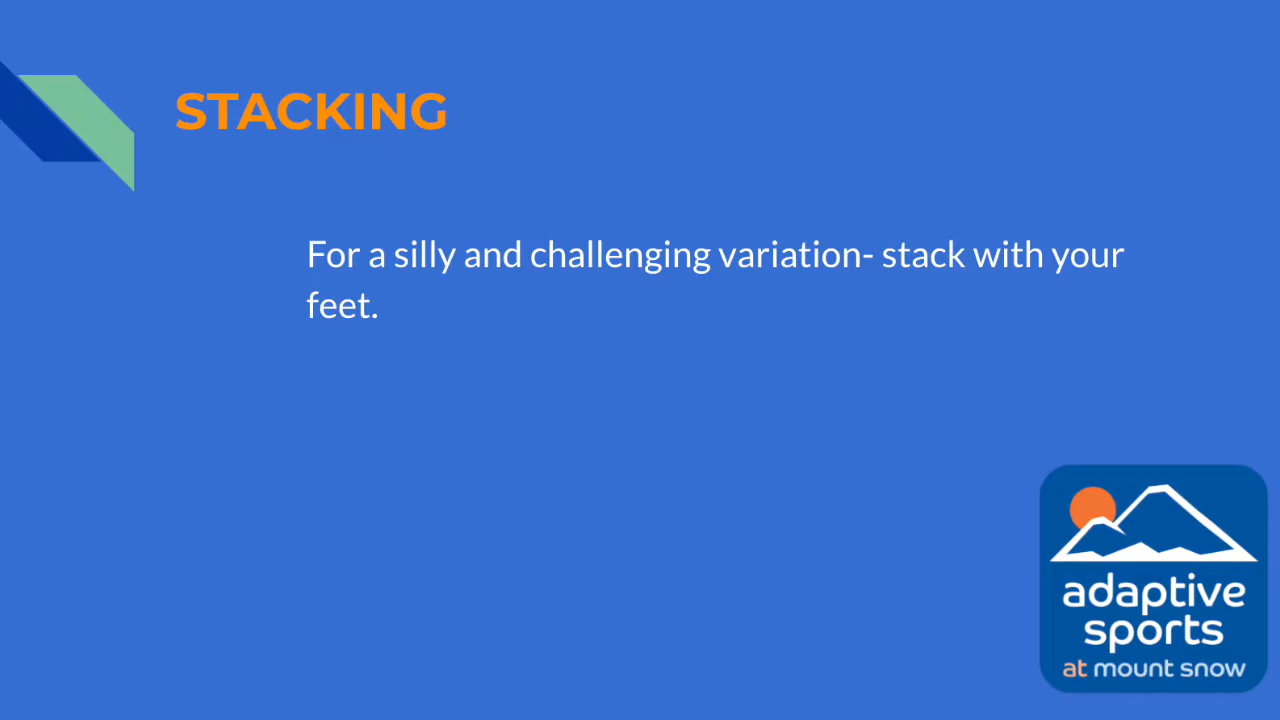 STACKING
For a silly and challenging variation- stack with your
feet.
adaptive
sports
at mount snow